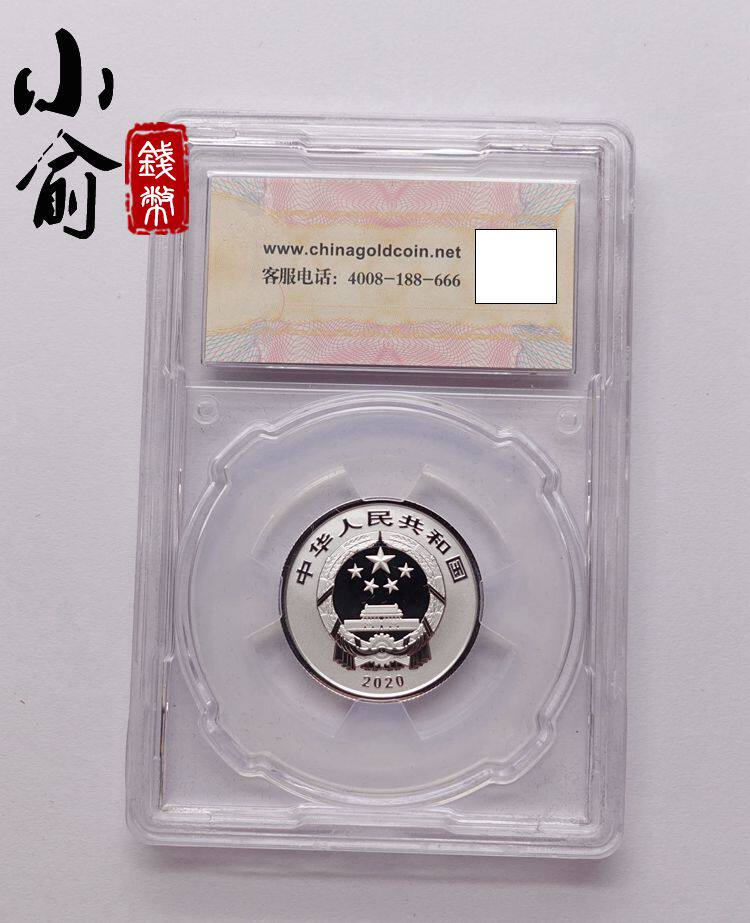 小俞
錢幣
www.chinagoldcoin.net
客服电话：4008-188-666
中华人民共和国
2020